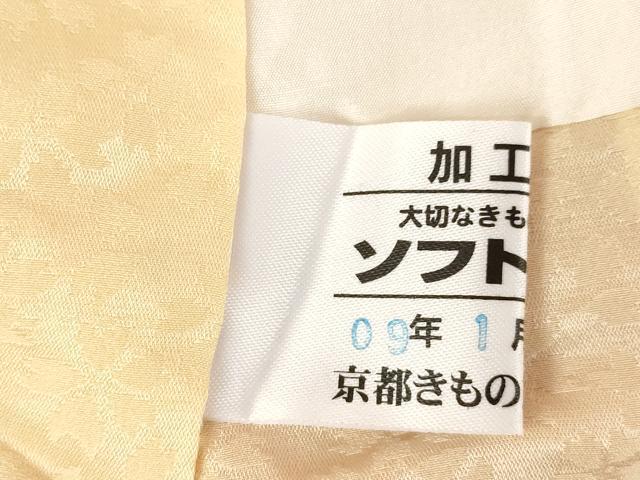 加工
大切なきも
ソフト
09年 1月
京都きもの